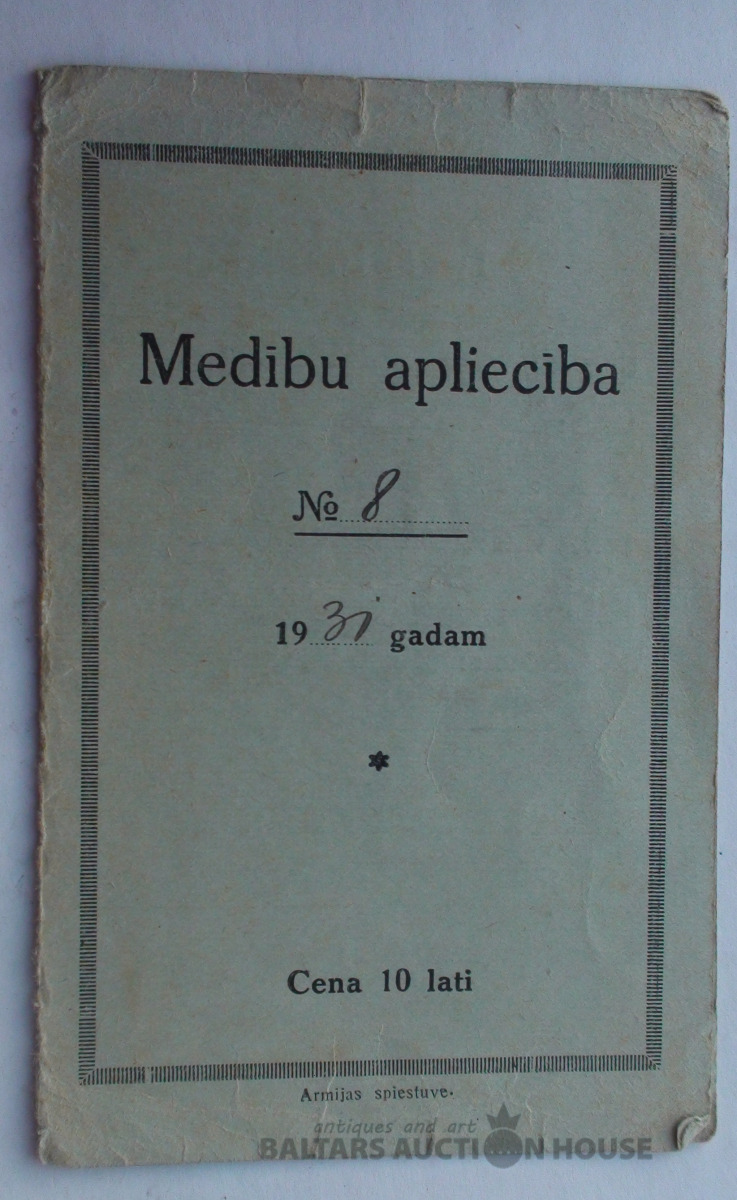 Medību apliecība
№ 8
1931 gadam
*
Cena 10 lati
Armijas spiestuve.
antiques and art
BALTARS AUCTION HOUSE